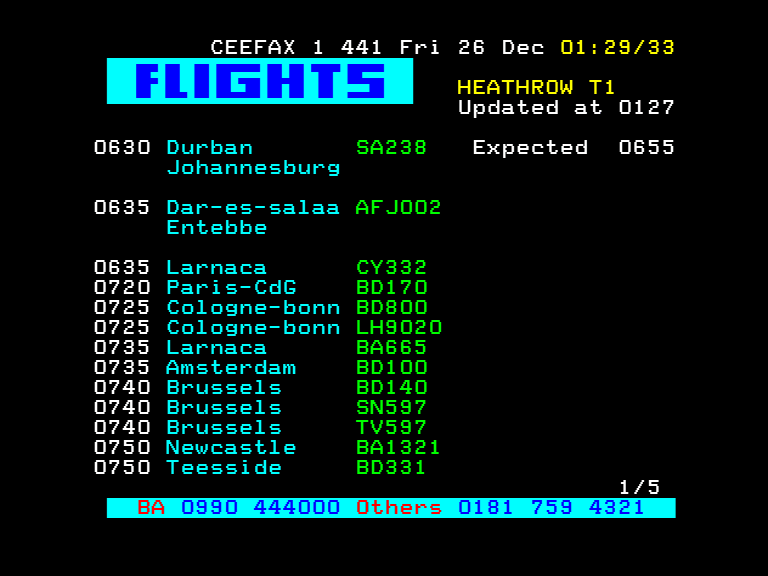 CEEFAX 1 441 Fri 26 Dec 01:29/33
FLIGHTS
HEATHROW T1
Updated at 0127
0630 Durban SA238 Expected 0655
Johannesburg
0635 Dar-es-salaa AFJ002
Entebbe
0635 Larnaca CY332
0720 Paris-CdG BD170
0725 Cologne-bonn BD800
0725 Cologne-bonn LH9020
0735 Larnaca BA665
0735 Amsterdam BD100
0740 Brussels BD140
0740 Brussels SN597
0740 Brussels TV597
0750 Newcastle BA1321
0750 Teesside BD331
1/5
BA 0990 444000 Others 0181 759 4321